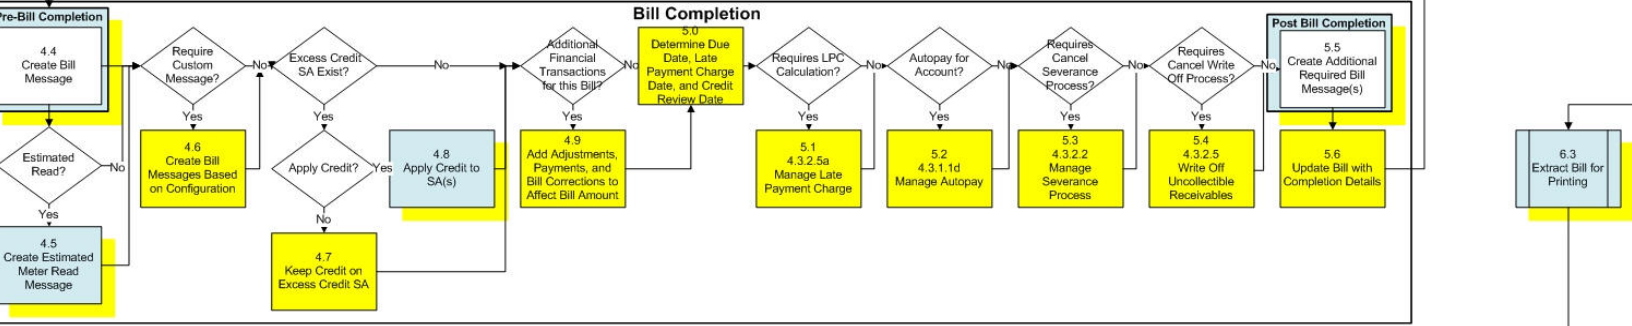 Bill Completion
Pre-Bill Completion
4.4
Create Bill
Message
Estimated
Read?
No
Yes
4.5
Create Estimated
Meter Read
Message
Require
Custom
Message?
No
Yes
4.6
Create Bill
Messages Based
on Configuration
Excess Credit
SA Exist?
No
Yes
Apply Credit?
Yes
No
4.7
Keep Credit on
Excess Credit SA
4.8
Apply Credit to
SA(s)
Additional
Financial
Transactions
for this Bill?
No
Yes
4.9
Add Adjustments,
Payments, and
Bill Corrections to
Affect Bill Amount
5.0
Determine Due
Date, Late
Payment Charge
Date, and Credit
Review Date
Requires LPC
Calculation?
No
Yes
5.1
4.3.2.5a
Manage Late
Payment Charge
Autopay for
Account?
No
Yes
5.2
4.3.1.1d
Manage Autopay
Requires
Cancel
Severance
Process?
No
Yes
5.3
4.3.2.2
Manage
Severance
Process
Requires
Cancel Write
Off Process?
No
Yes
5.4
4.3.2.5
Write Off
Uncollectible
Receivables
Post Bill Completion
5.5
Create Additional
Required Bill
Message(s)
5.6
Update Bill with
Completion Details
6.3
Extract Bill for
Printing